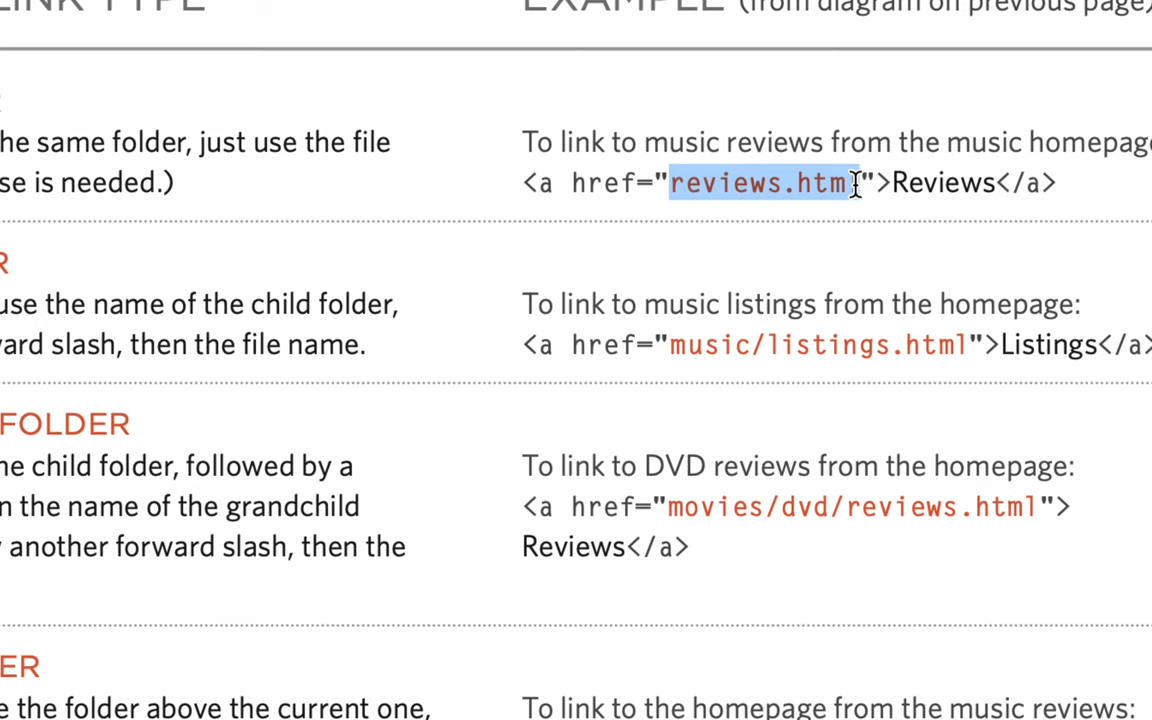 LINK TYPE
EXAMPLE (from diagram on previous page)
he same folder, just use the file
se is needed.)
To link to music reviews from the music homepag
<a href="reviews.html">Reviews</a>
R
use the name of the child folder,
ard slash, then the file name.
To link to music listings from the homepage:
<a href="music/listings.html">Listings</a>
FOLDER
ne child folder, followed by a
n the name of the grandchild
another forward slash, then the
To link to DVD reviews from the homepage:
<a href="movies/dvd/reviews.html">
Reviews</a>
ER
e the folder above the current one,
To link to the homepage from the music reviews: